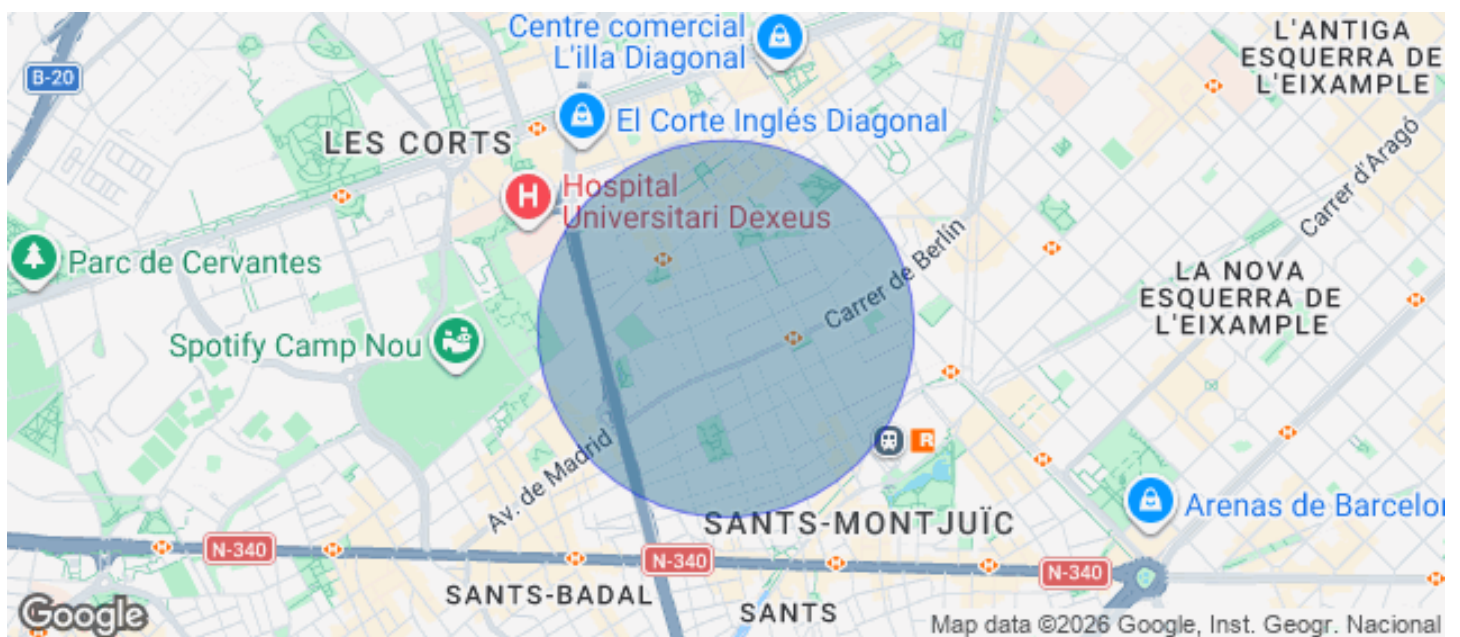 Centre comercial
L'illa Diagonal
L'ANTIGA
ESQUERRA DE
L'EIXAMPLE
B-20
El Corte Inglés Diagonal
LES CORTS
Carrer d'Aragó
H
Hospital
Universitari Dexeus
Parc de Cervantes
Carrer de Berlín
LA NOVA
ESQUERRA DE
L'EIXAMPLE
Spotify Camp Nou
Av. de Madrid
R
Arenas de Barcelon
SANTS-MONTJUÏC
N-340
N-340
N-340
SANTS-BADAL
SANTS
Google
Map data ©2026 Google, Inst. Geogr. Nacional